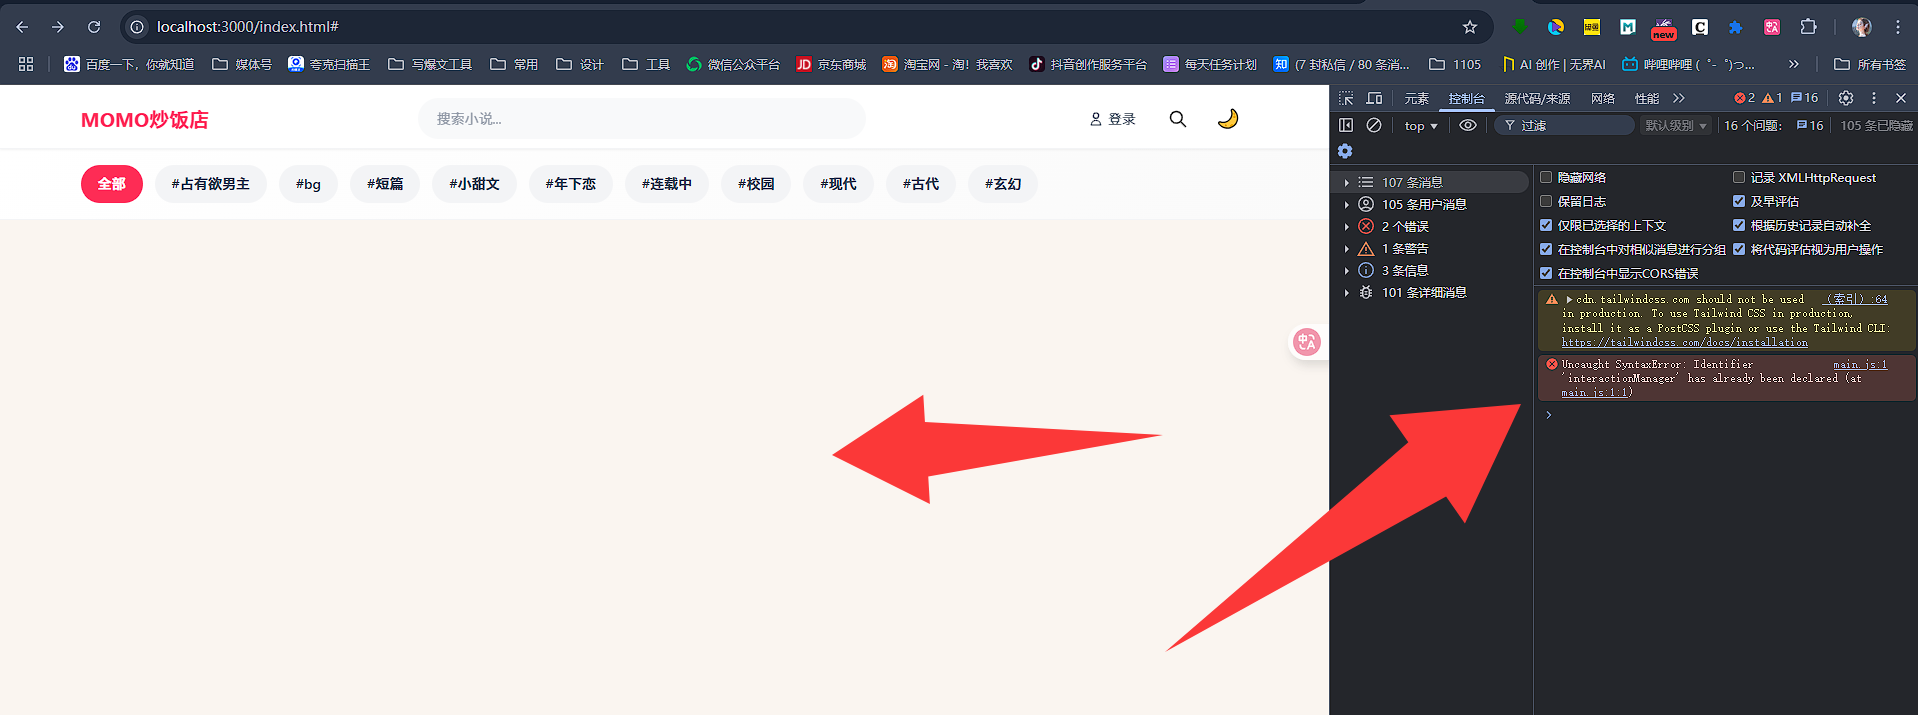 localhost:3000/index.html#
new
百度一下，你就知道
媒体号
夸克扫描王
写爆文工具
常用
设计
工具
微信公众平台
JD
京东商城
淘
淘宝网 - 淘！我喜欢
抖音创作服务平台
每天任务计划
知
(7 封私信 / 80 条消...
1105
AI 创作 | 无界AI
哔哩哔哩 (゜-゜)つ...
所有书签
MOMO炒饭店
搜索小说...
登录
全部
#占有欲男主
#bg
#短篇
#小甜文
#年下恋
#连载中
#校园
#现代
#古代
#玄幻
元素
控制台
源代码/来源
网络
性能
2
1
16
top
过滤
默认级别
16 个问题：
16
105 条已隐藏
107 条消息
105 条用户消息
2 个错误
1 条警告
3 条信息
101 条详细消息
隐藏网络
记录 XMLHttpRequest
保留日志
及早评估
仅限已选择的上下文
根据历史记录自动补全
在控制台中对相似消息进行分组
将代码评估视为用户操作
在控制台中显示CORS错误
cdn.tailwindcss.com should not be used （索引）:64
in production. To use Tailwind CSS in production,
install it as a PostCSS plugin or use the Tailwind CLI:
https://tailwindcss.com/docs/installation
Uncaught SyntaxError: Identifier main.js:1
'interactionManager' has already been declared (at
main.js:1:1)